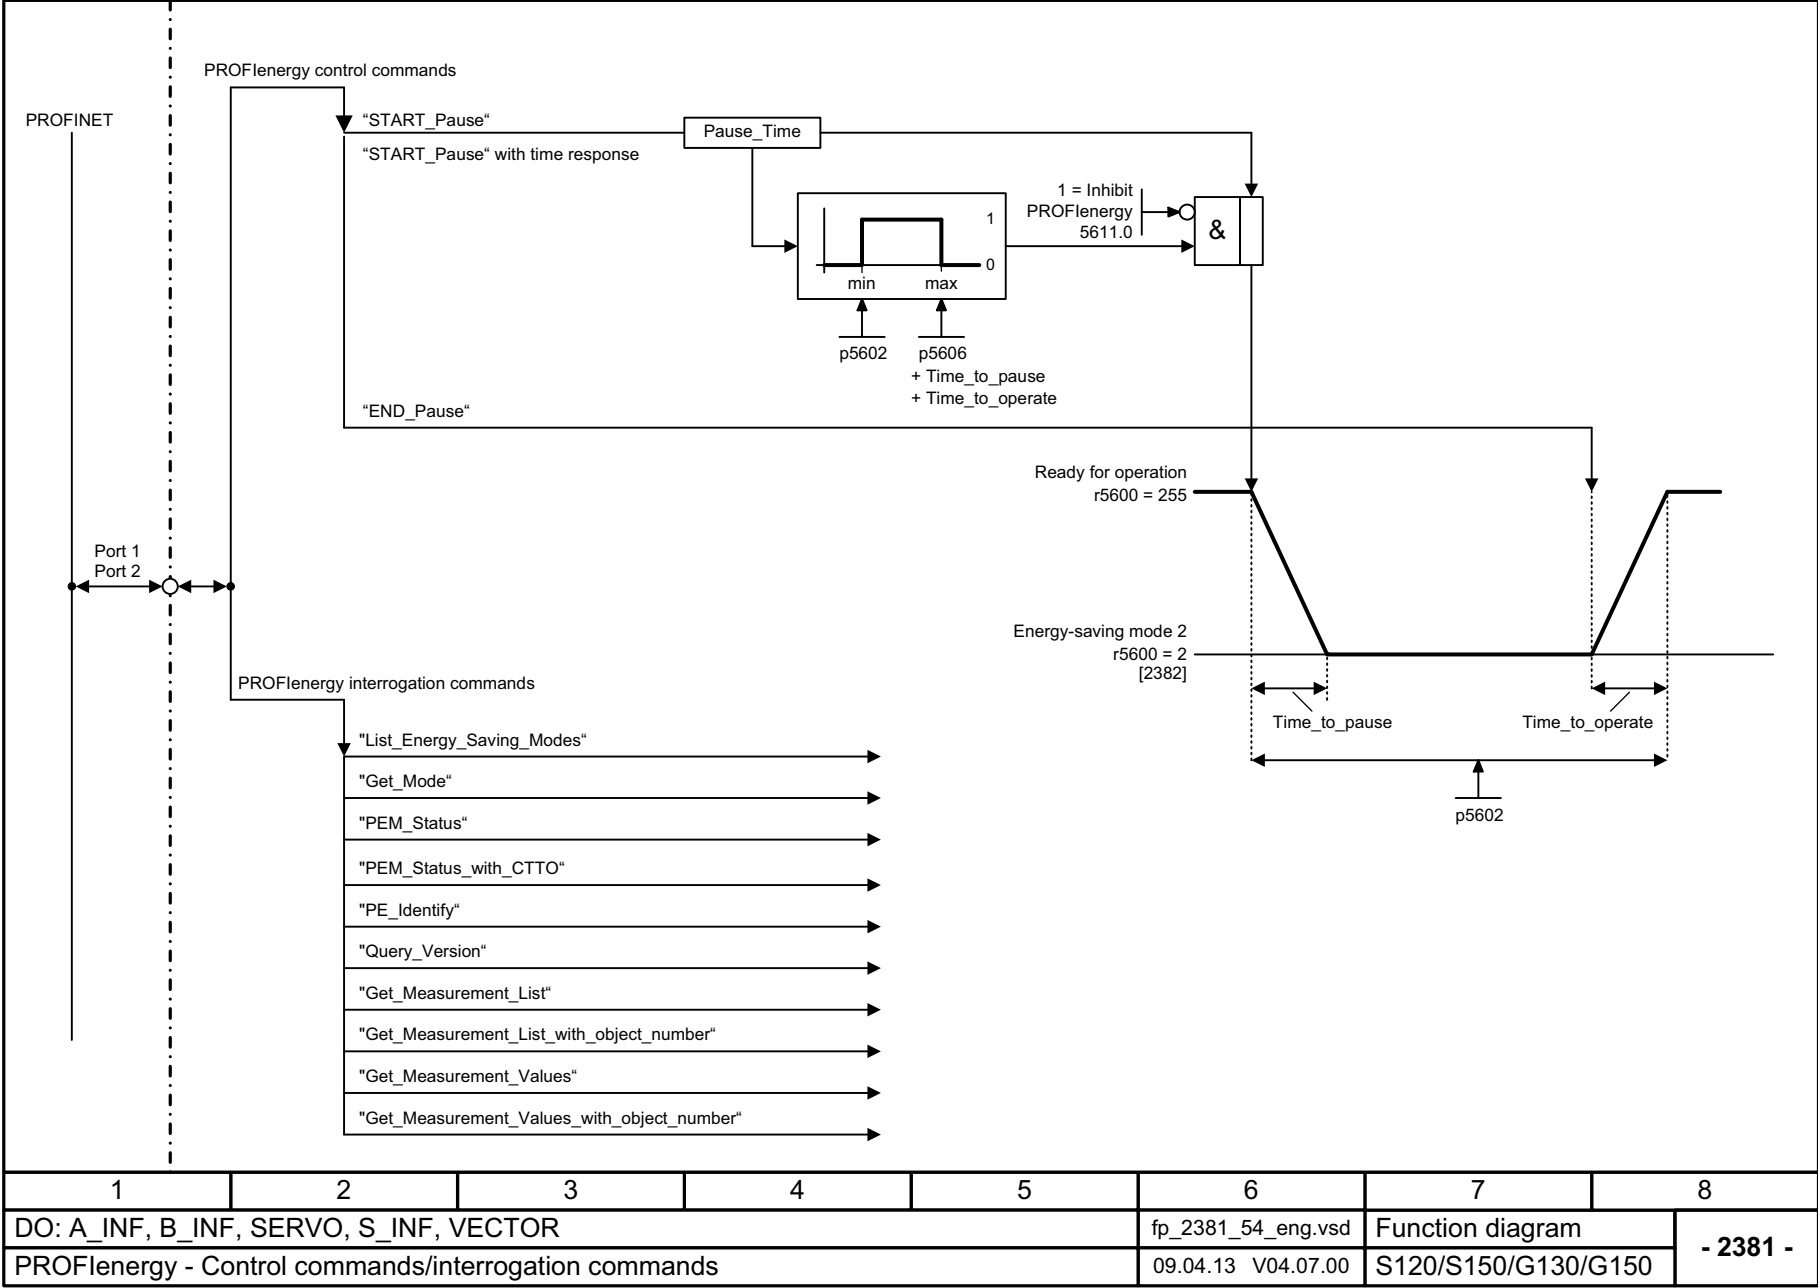 PROFIenergy control commands
PROFINET
“START_Pause“
“START_Pause“ with time response
Pause_Time
1 = Inhibit
PROFIenergy
5611.0
&
1
0
min
max
p5602
p5606
+ Time_to_pause
+ Time_to_operate
“END_Pause“
Ready for operation
r5600 = 255
Port 1
Port 2
Energy-saving mode 2
r5600 = 2
[2382]
Time_to_pause
Time_to_operate
p5602
PROFIenergy interrogation commands
"List_Energy_Saving_Modes“
"Get_Mode“
"PEM_Status“
"PEM_Status_with_CTTO“
"PE_Identify“
"Query_Version“
"Get_Measurement_List“
"Get_Measurement_List_with_object_number“
"Get_Measurement_Values“
"Get_Measurement_Values_with_object_number“
1 2 3 4 5 6 7 8
DO: A_INF, B_INF, SERVO, S_INF, VECTOR
fp_2381_54_eng.vsd
Function diagram
- 2381 -
PROFIenergy - Control commands/interrogation commands
09.04.13 V04.07.00
S120/S150/G130/G150